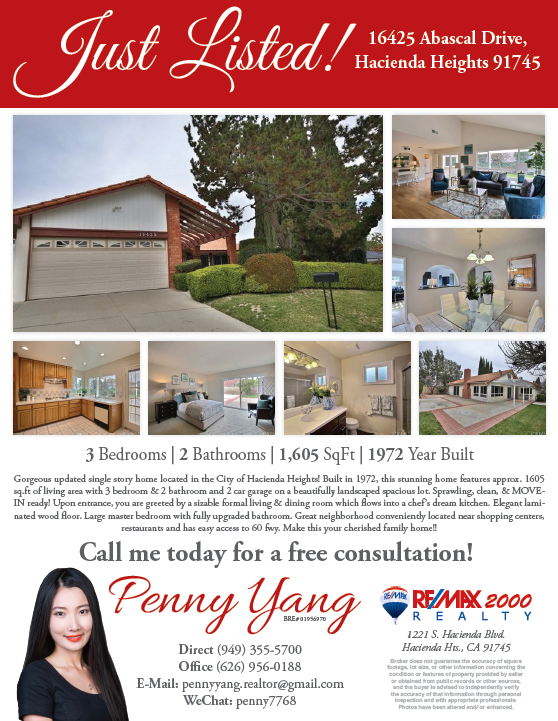 Just Listed!
16425 Abascal Drive,
Hacienda Heights 91745
3 Bedrooms | 2 Bathrooms | 1,605 SqFt | 1972 Year Built
Gorgeous updated single story home located in the City of Hacienda Heights! Built in 1972, this stunning home features approx. 1605
sq.ft of living area with 3 bedroom & 2 bathroom and 2 car garage on a beautifully landscaped spacious lot. Sprawling, clean, & MOVE-
IN ready! Upon entrance, you are greeted by a sizable formal living & dining room which flows into a chef's dream kitchen. Elegant lami-
nated wood floor. Large master bedroom with fully upgraded bathroom. Great neighborhood conveniently located near shopping centers,
restaurants and has easy access to 60 fwy. Make this your cherished family home!!
Call me today for a free consultation!
Penny Yang
BRE# 01956970
Direct (949) 355-5700
Office (626) 956-0188
E-Mail: pennyyang.realtor@gmail.com
WeChat: penny7768
RE/MAX
RE/MAX 2000
REALTY
1221 S. Hacienda Blvd.
Hacienda Hts., CA 91745
Broker does not guarantee the accuracy of square
footage, lot size, or other information concerning the
condition or features of property provided by seller
or obtained from public records or other sources,
and the buyer is advised to independently verify
the accuracy of that information through personal
inspection and with appropriate professionals.
Photos have been altered and/or enhanced.